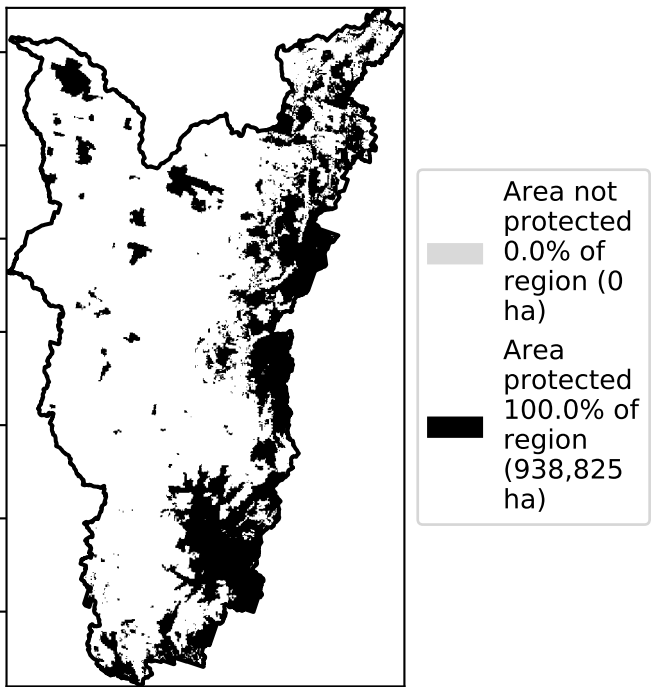 Area not
protected
0.0% of
region (0
ha)
Area
protected
100.0% of
region
(938,825
ha)